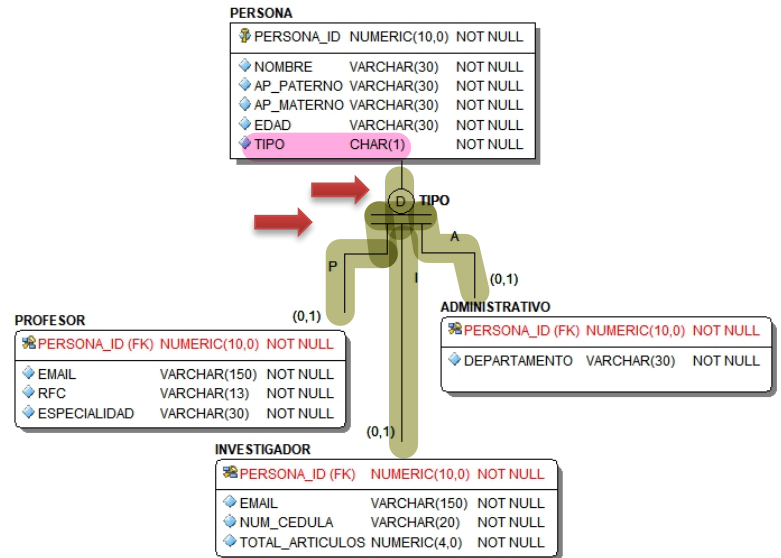 PERSONA
PERSONA_ID NUMERIC(10,0) NOT NULL
NOMBRE VARCHAR(30) NOT NULL
AP_PATERNO VARCHAR(30) NOT NULL
AP_MATERNO VARCHAR(30) NOT NULL
EDAD VARCHAR(30) NOT NULL
TIPO CHAR(1) NOT NULL
D TIPO
P
I
A
(0,1)
(0,1)
(0,1)
PROFESOR
PERSONA_ID (FK) NUMERIC(10,0) NOT NULL
EMAIL VARCHAR(150) NOT NULL
RFC VARCHAR(13) NOT NULL
ESPECIALIDAD VARCHAR(30) NOT NULL
ADMINISTRATIVO
PERSONA_ID (FK) NUMERIC(10,0) NOT NULL
DEPARTAMENTO VARCHAR(30) NOT NULL
INVESTIGADOR
PERSONA_ID (FK) NUMERIC(10,0) NOT NULL
EMAIL VARCHAR(150) NOT NULL
NUM_CEDULA VARCHAR(20) NOT NULL
TOTAL_ARTICULOS NUMERIC(4,0) NOT NULL